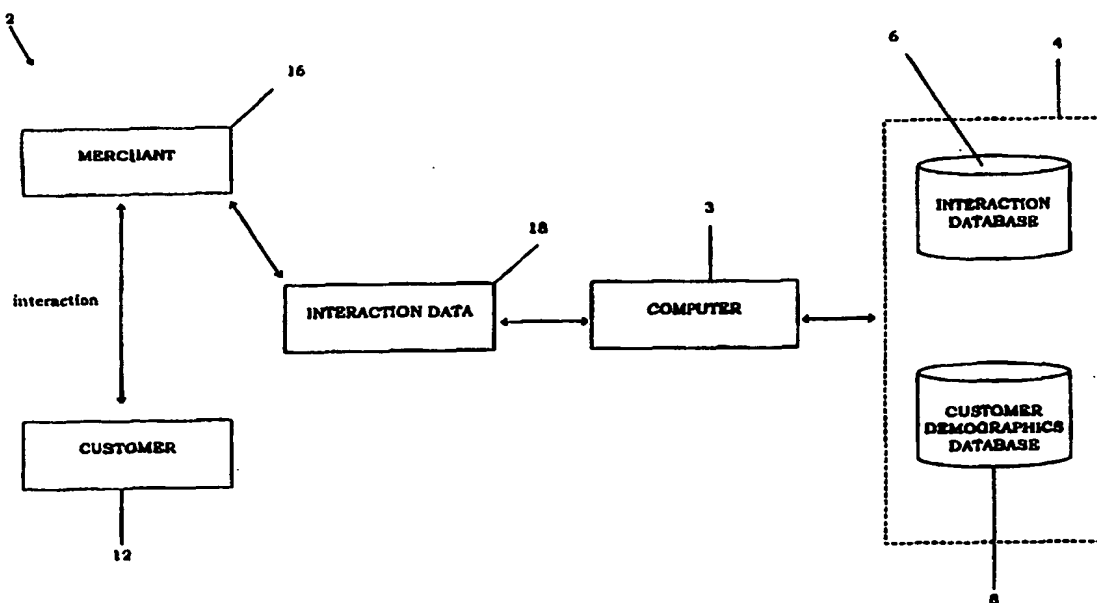 2
16
6
4
MERCHANT
18
3
INTERACTION
DATABASE
interaction
INTERACTION DATA
COMPUTER
CUSTOMER
CUSTOMER
DEMOGRAPHICS
DATABASE
12
8